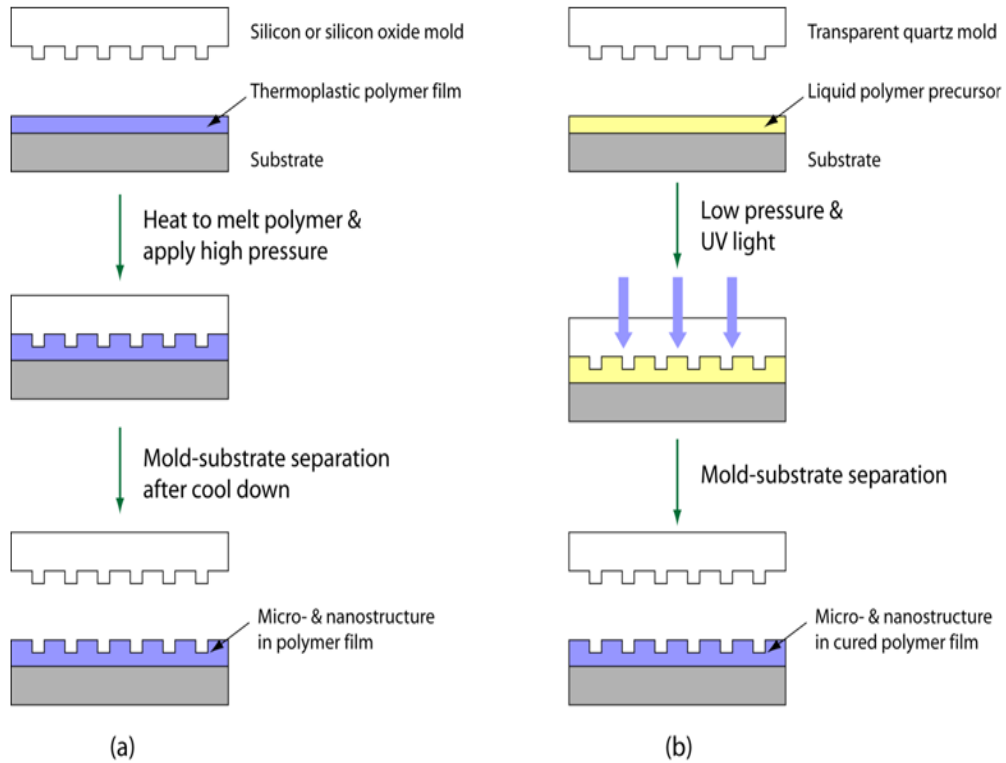 Silicon or silicon oxide mold
Thermoplastic polymer film
Substrate
Heat to melt polymer &
apply high pressure
Mold-substrate separation
after cool down
Micro- & nanostructure
in polymer film
(a)
Transparent quartz mold
Liquid polymer precursor
Substrate
Low pressure &
UV light
Mold-substrate separation
Micro- & nanostructure
in cured polymer film
(b)